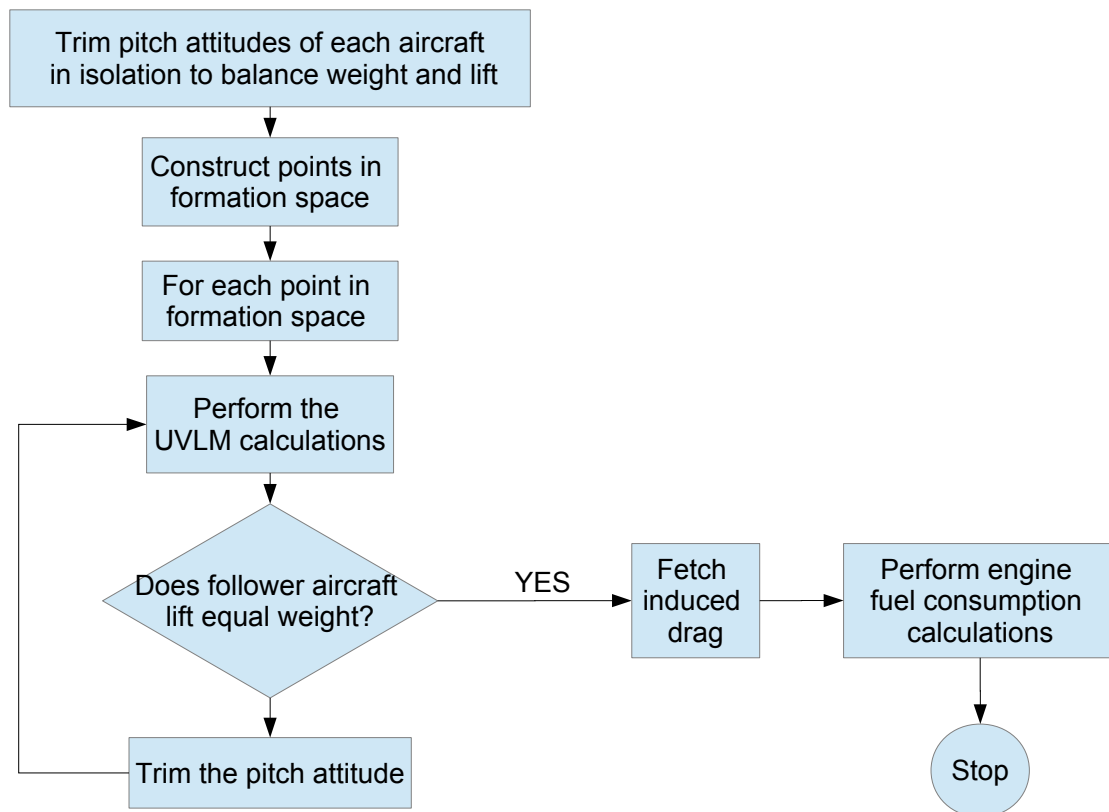 Trim pitch attitudes of each aircraft
in isolation to balance weight and lift
Construct points in
formation space
For each point in
formation space
Perform the
UVLM calculations
Does follower aircraft
lift equal weight?
YES
Fetch
induced
drag
Perform engine
fuel consumption
calculations
Trim the pitch attitude
Stop